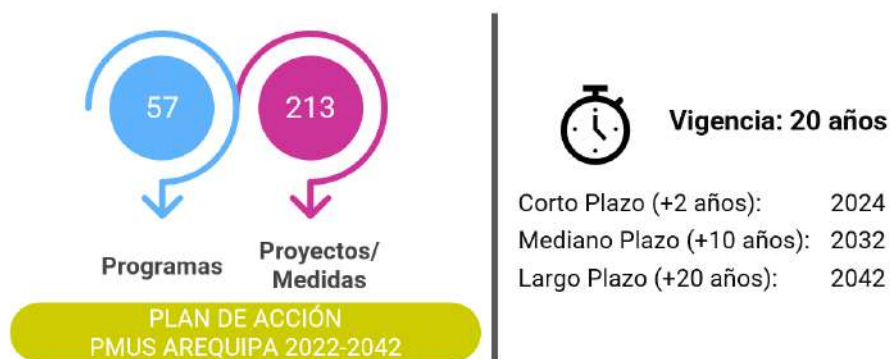 57
213
Programas
Proyectos/
Medidas
PLAN DE ACCIÓN
PMUS AREQUIPA 2022-2042
Vigencia: 20 años
Corto Plazo (+2 años): 2024
Mediano Plazo (+10 años): 2032
Largo Plazo (+20 años): 2042